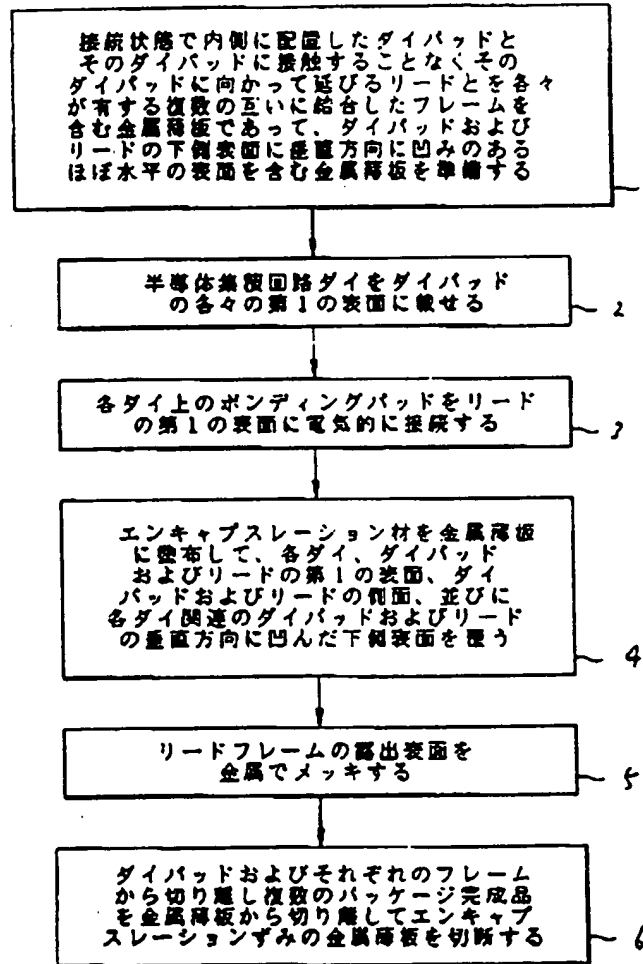 接続状態で内側に配置したダイパッドと
そのダイパッドに接触することなくその
ダイパッドに向かって延びるリードとを各々
が有する複数の互いに結合したフレームを
含む金属薄板であって、ダイパッドおよび
リードの下側表面に垂直方向に凹みのある
ほぼ水平の表面を含む金属薄板を準備する
半導体集積回路ダイをダイパッド
の各々の第1の表面に載せる
2
各ダイ上のボンディングパッドをリード
の第1の表面に電気的に接続する
3
エンキャプスレーション材を金属薄板
に塗布して、各ダイ、ダイパッド
およびリードの第1の表面、ダイ
パッドおよびリードの側面、並びに
各ダイ関連のダイパッドおよびリード
の垂直方向に凹んだ下側表面を覆う
4
リードフレームの露出表面を
金属でメッキする
5
ダイパッドおよびそれぞれのフレーム
から切り離し複数のパッケージ完成品
を金属薄板から切り離してエンキャプ
スレーションずみの金属薄板を切断する
6